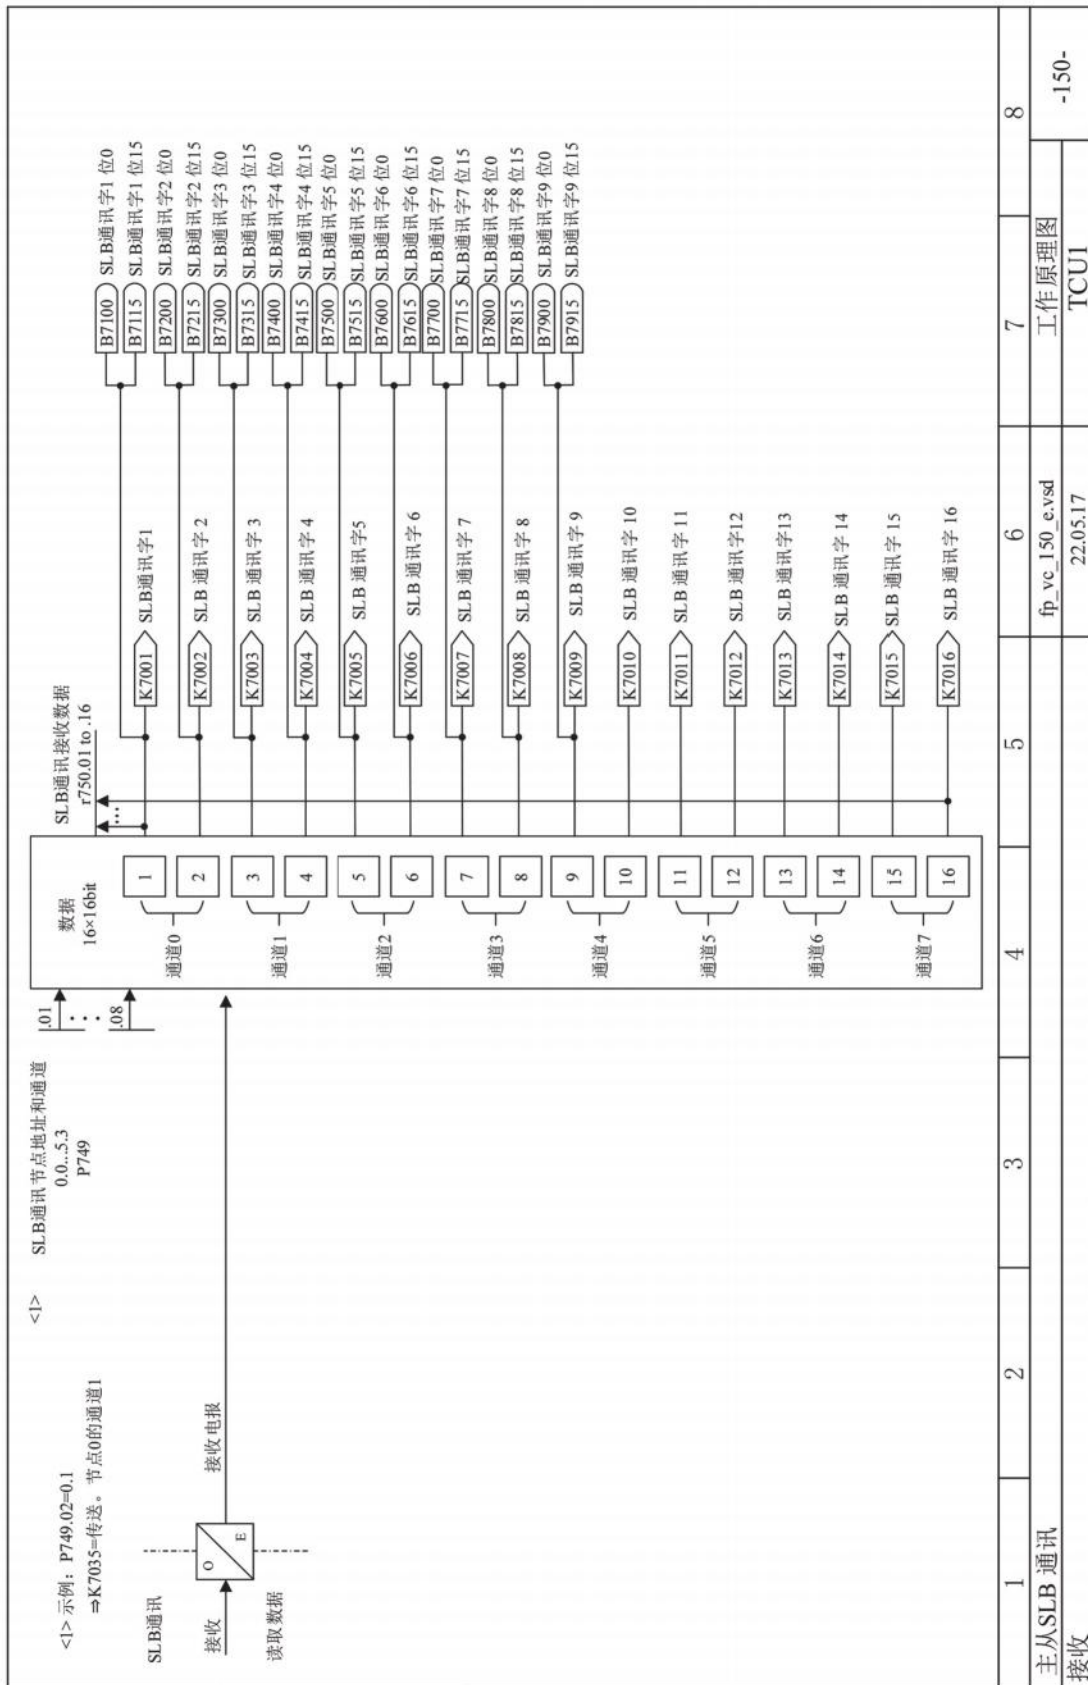 <1> 示例：P749.02=0.1
⇒K7035=传送。节点0的通道1
<1>
SLB通讯节点地址和通道
0.0...5.3
P749
.01
.08
SLB通讯
接收
读取数据
O
E
接收电报
数据
16×16bit
通道0
通道1
通道2
通道3
通道4
通道5
通道6
通道7
1
2
3
4
5
6
7
8
9
10
11
12
13
14
15
16
SLB通讯接收数据
r750.01 to .16
K7001 SLB通讯字1
K7002 SLB 通讯字 2
K7003 SLB 通讯字 3
K7004 SLB 通讯字 4
K7005 SLB 通讯字5
K7006 SLB 通讯字 6
K7007 SLB 通讯字 7
K7008 SLB 通讯字 8
K7009 SLB 通讯字 9
K7010 SLB 通讯字 10
K7011 SLB 通讯字 11
K7012 SLB 通讯字12
K7013 SLB 通讯字13
K7014 SLB 通讯字 14
K7015 SLB 通讯字 15
K7016 SLB 通讯字 16
B7100 SLB通讯字1 位0
B7115 SLB通讯字1 位15
B7200 SLB通讯字2 位0
B7215 SLB通讯字2 位15
B7300 SLB通讯字3 位0
B7315 SLB通讯字3 位15
B7400 SLB通讯字4 位0
B7415 SLB通讯字4 位15
B7500 SLB通讯字5 位0
B7515 SLB通讯字5 位15
B7600 SLB通讯字6 位0
B7615 SLB通讯字6 位15
B7700 SLB通讯字7 位0
B7715 SLB通讯字7 位15
B7800 SLB通讯字8 位0
B7815 SLB通讯字8 位15
B7900 SLB通讯字9 位0
B7915 SLB通讯字9 位15
1 2 3 4 5 6 7 8
主从SLB 通讯
接收
fp_vc_150_e.vsd
22.05.17
工作原理图
TCU1
-150-